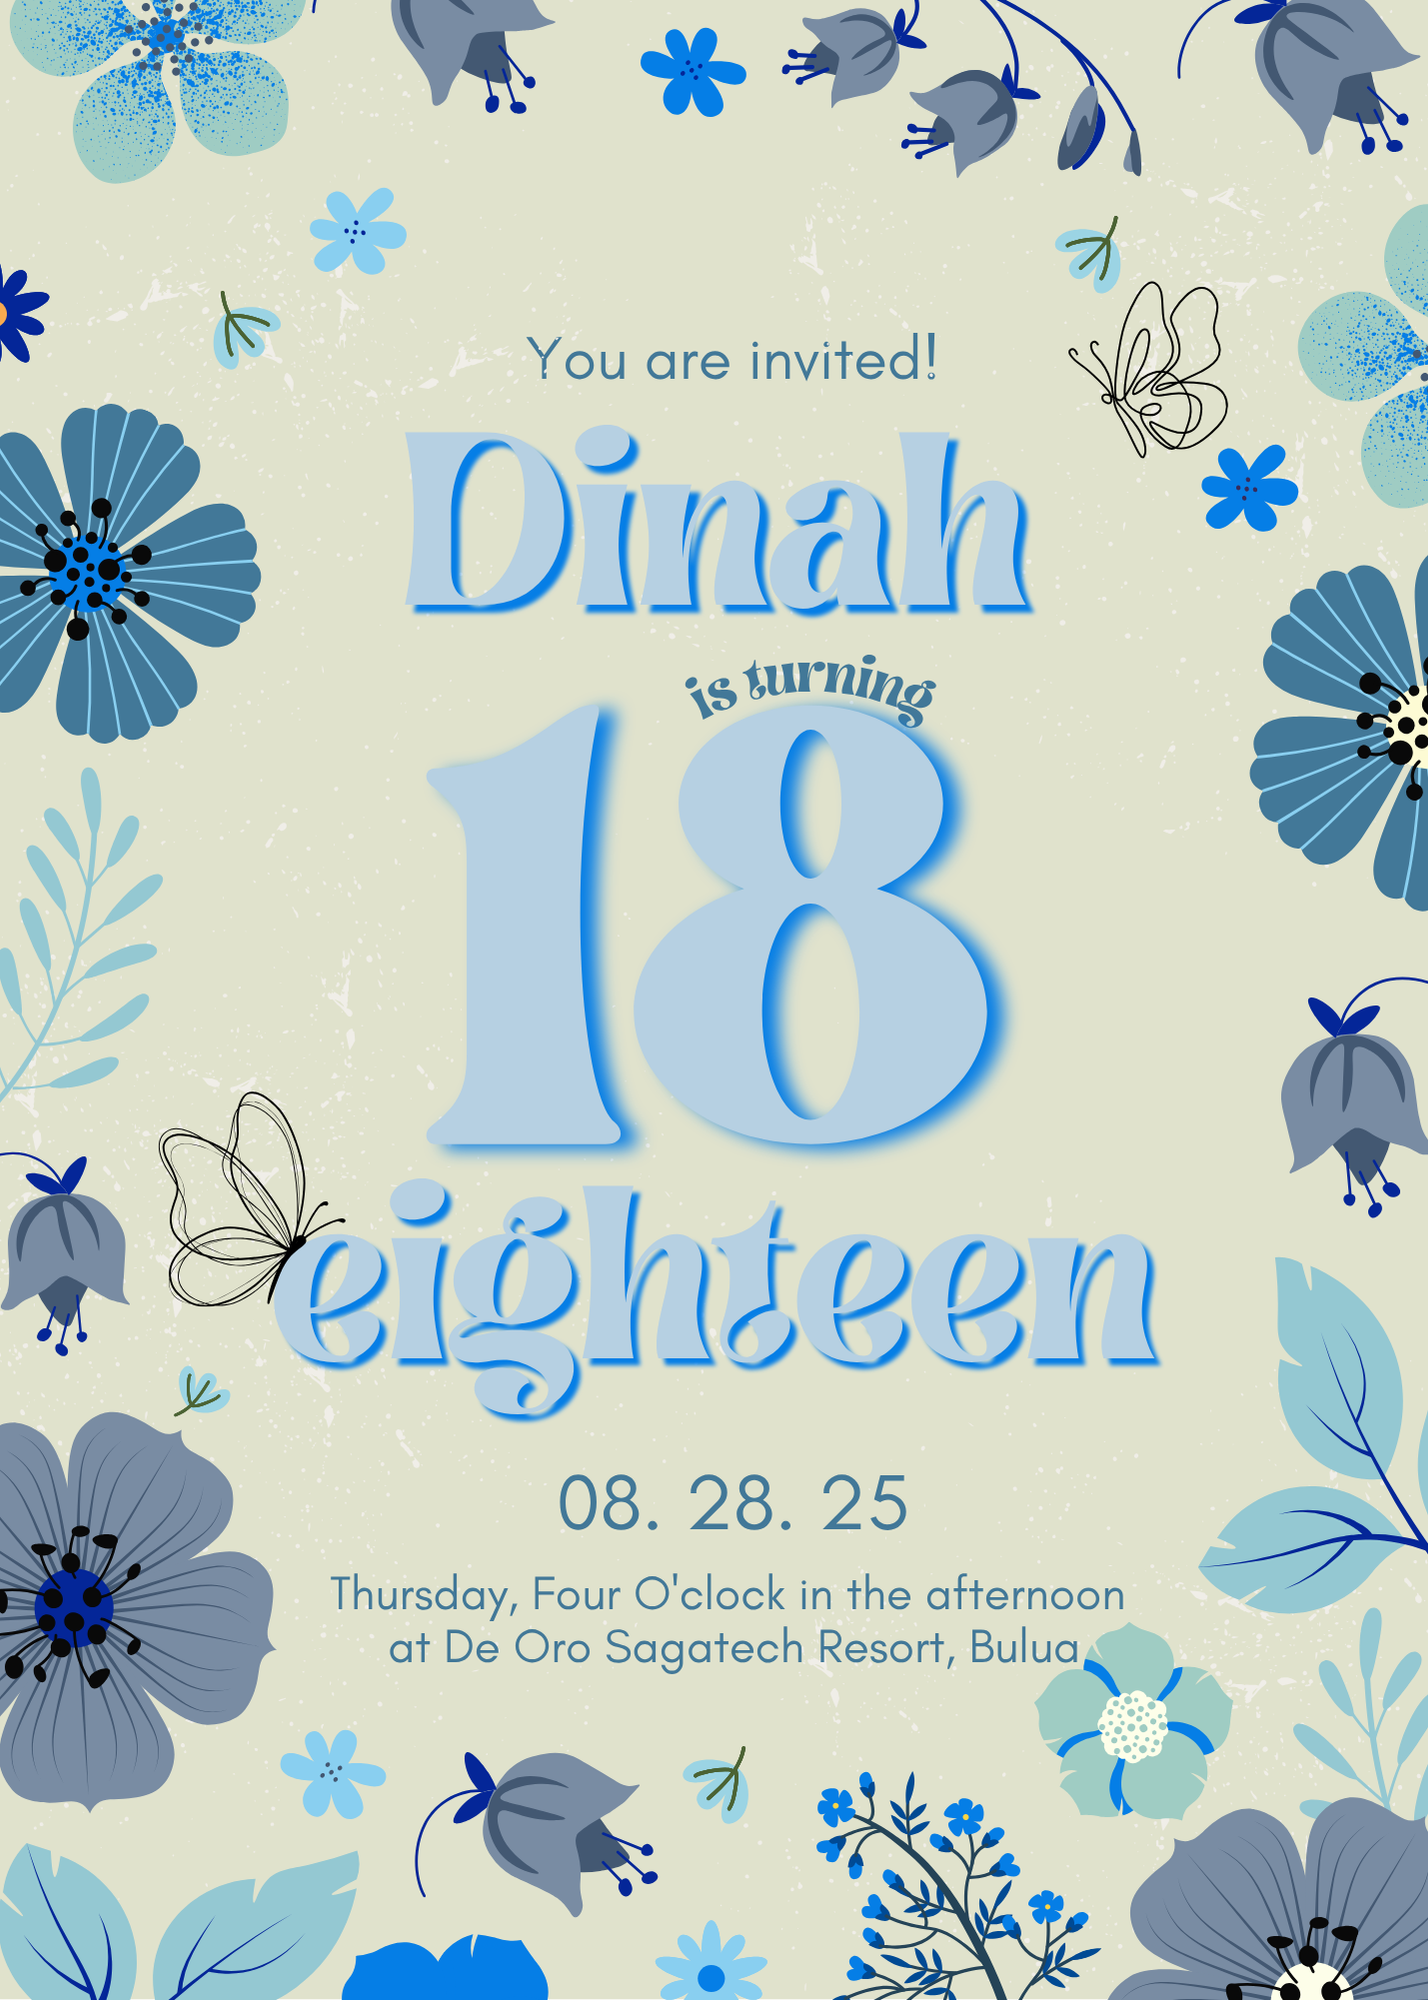 You are invited!
Dinah
is turning
18
eighteen
08. 28. 25
Thursday, Four O'clock in the afternoon
at De Oro Sagatech Resort, Bulua